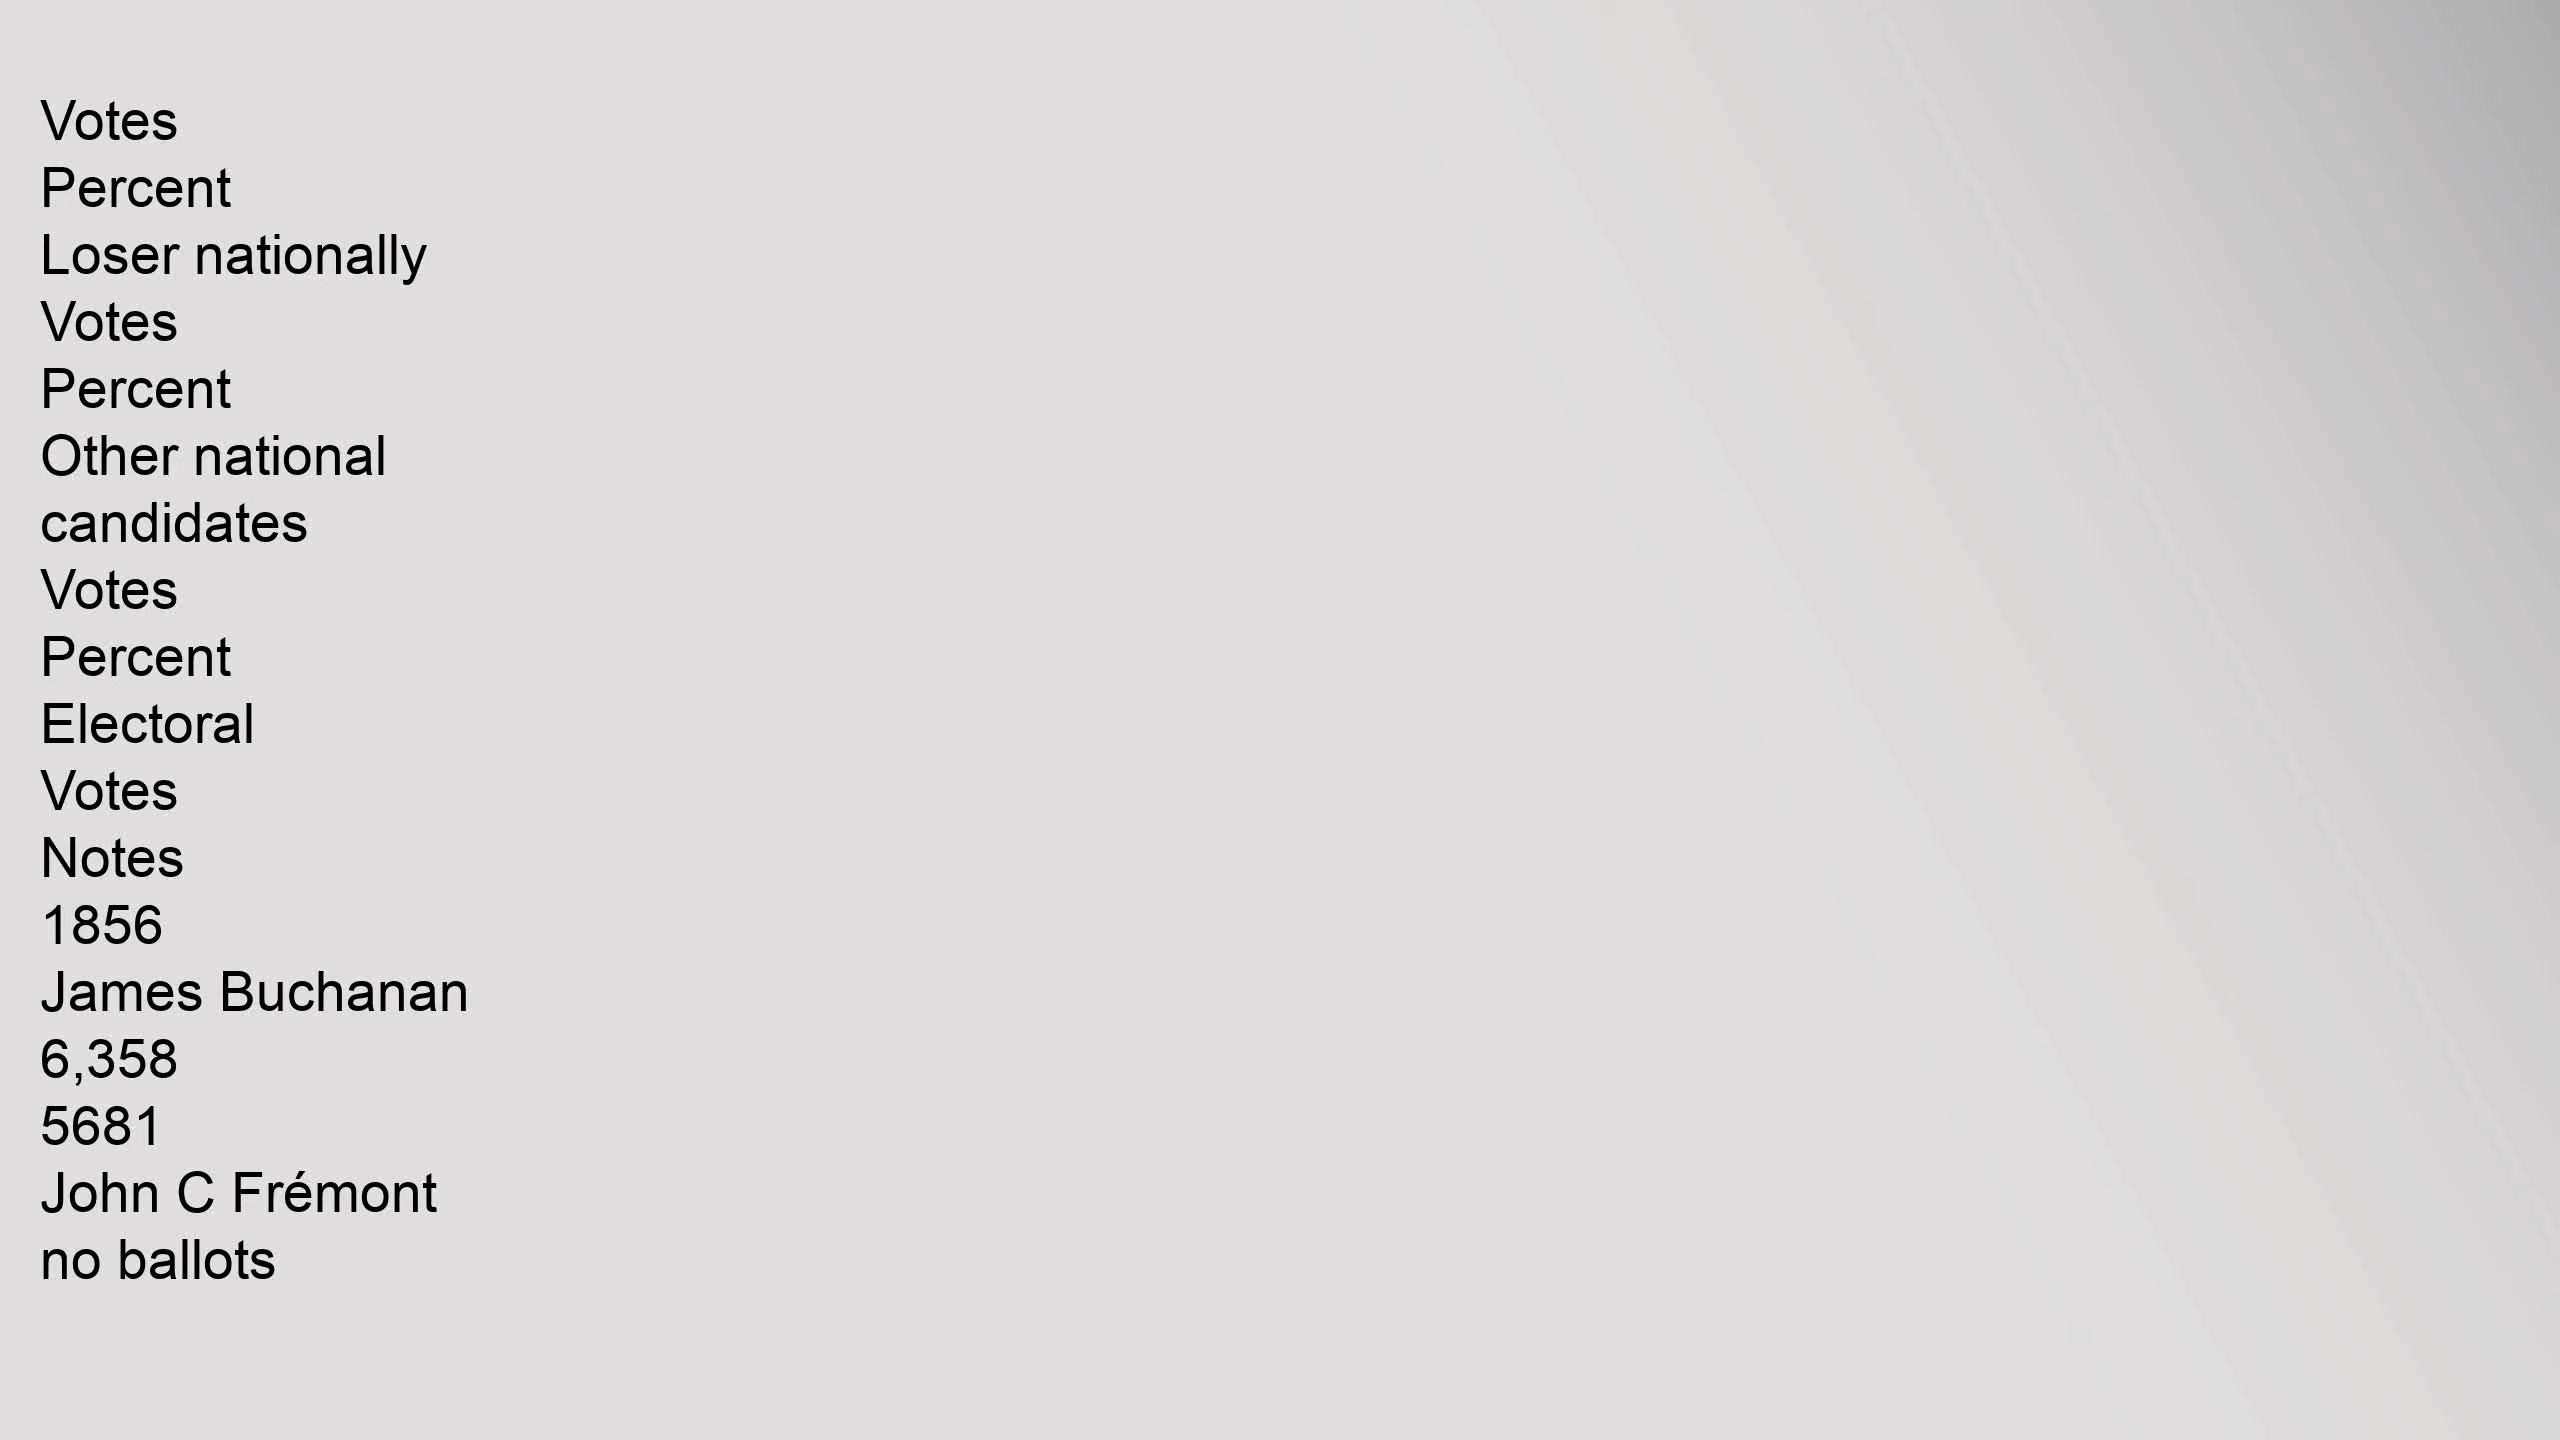 Votes
Percent
Loser nationally
Votes
Percent
Other national
candidates
Votes
Percent
Electoral
Votes
Notes
1856
James Buchanan
6,358
5681
John C Frémont
no ballots